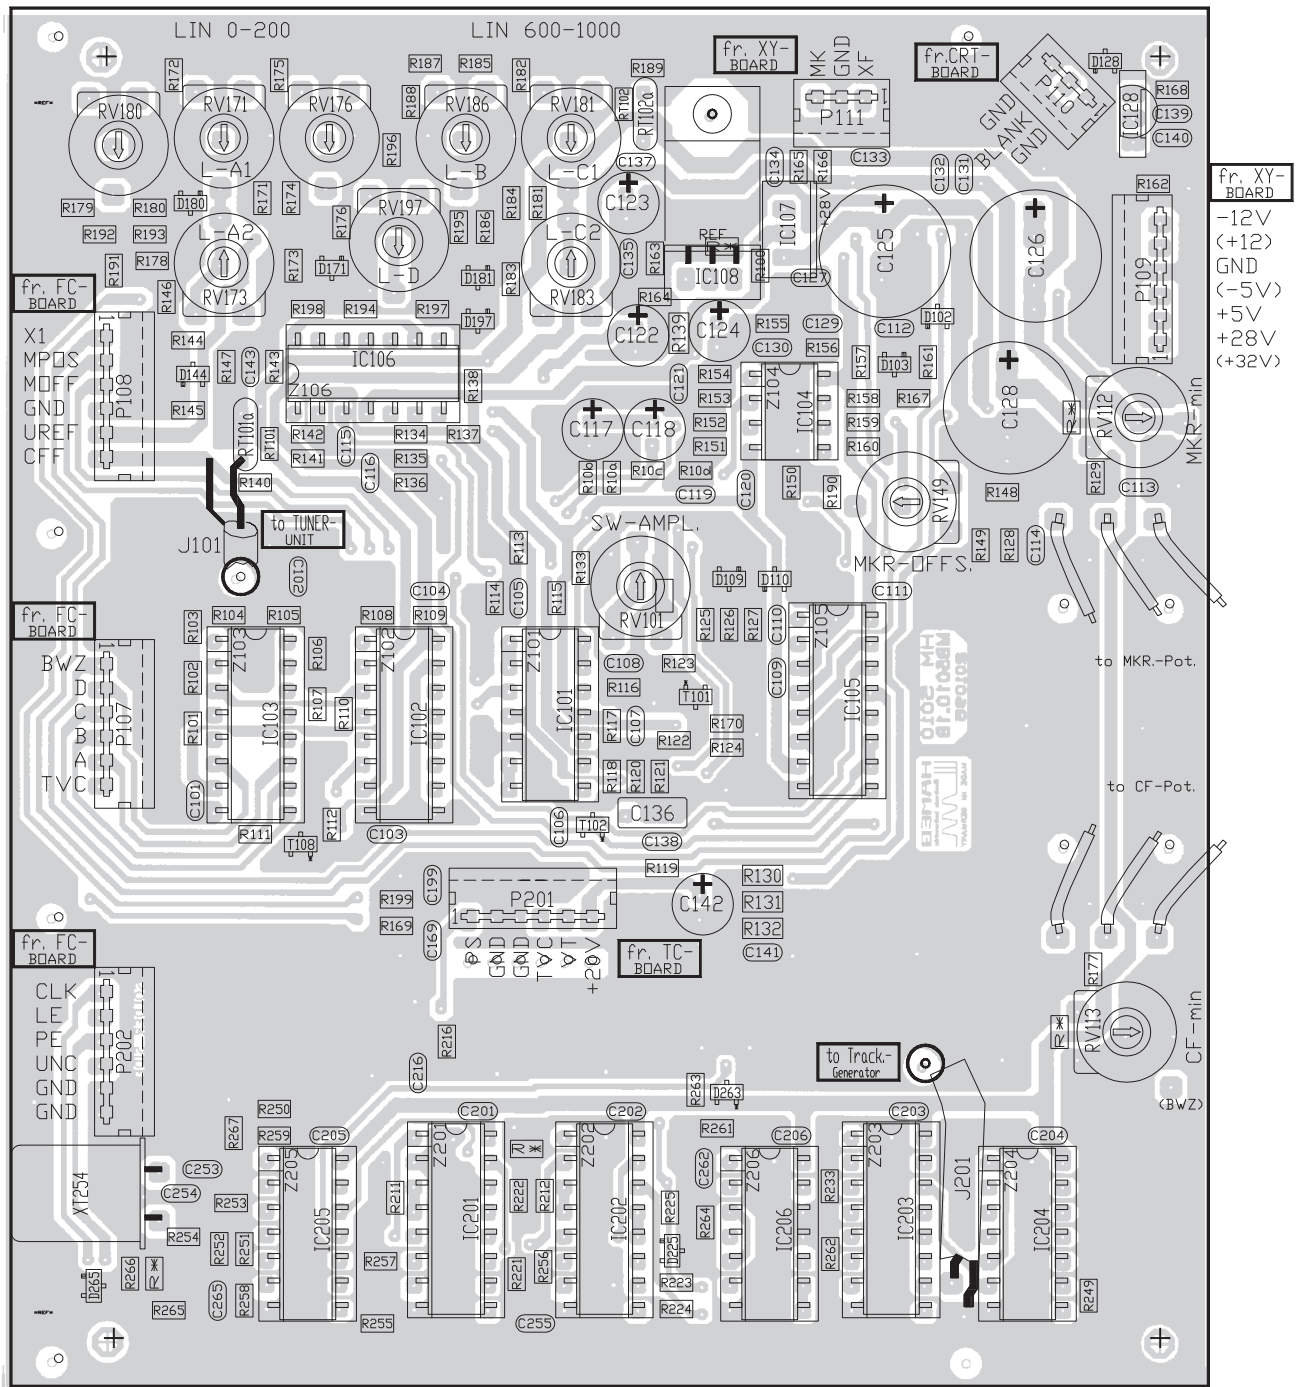 LIN 0-200
LIN 600-1000
fr. XY-
BOARD
MK
GND
XF
P111
fr.CRT-
BOARD
GND
BLANK
GND
P110
D128
IC128
R168
C139
C140
R172
R175
R187
R185
R182
R189
RV180
RV171
RV176
R188
RV186
RV181
RT102
RT102a
R196
L-A1
L-B
L-C1
C137
C134
R165
R166
C133
C132
C131
R162
fr. XY-
BOARD
-12V
(+12)
GND
(-5V)
+5V
+28V
(+32V)
P109
R179
R180
D180
R171
R174
R176
RV197
R195
R186
R184
R181
C123
IC107
+28V
C125
C126
R192
R193
L-A2
L-C2
C135
R163
REF
R*
R100
R191
R178
R173
D171
L-D
D181
R183
IC108
C127
fr. FC-
BOARD
R146
RV173
RV183
R164
R198
R194
R197
D197
C122
R139
C124
R155
C129
C112
D102
X1
MPOS
MOFF
GND
UREF
CFF
P108
R144
D144
R145
R147
C143
R143
IC106
Z106
R138
C130
R156
R157
D103
R161
C128
C121
R154
R153
R152
R151
Z104
IC104
R158
R167
R159
R160
R*
RV112
MKR-min
RT101a
RT101
R142
C115
R134
R137
C117
C118
R141
R135
C116
R136
R140
R10b
R10a
R10c
R10d
C119
C120
R150
R190
RV149
R148
R129
C113
to TUNER-
UNIT
J101
SW-AMPL.
MKR-OFFS.
R149
R128
C114
R113
R133
C102
C104
R114
C105
R115
D109
D110
C111
fr. FC-
BOARD
R103
R104
R105
R108
R109
RV101
R125
R126
R127
C110
Z105
BWZ
D
C
B
A
TVC
P107
R102
R101
C101
Z103
IC103
R106
R107
R110
Z102
IC102
Z101
IC101
C108
R123
R116
T101
C109
IC105
R117
C107
R170
R122
R124
R118
R120
R121
to MKR.-Pot.
HM 5010
HAMEG
to CF-Pot.
R111
T108
R112
C103
C106
T102
C136
C138
R119
R199
C199
P201
1
C142
R130
R131
R132
C141
R169
C169
PS
GND
GND
TVC
VT
+20V
fr. TC-
BOARD
fr. FC-
BOARD
CLK
LE
PE
UNC
GND
GND
P202
R177
R*
RV113
CF-min
(BWZ)
R216
C216
to Track.-
Generator
R263
D263
R250
R267
R259
C205
C201
C202
R261
C206
C203
C204
XT254
C253
C254
Z205
IC205
Z201
IC201
R*
Z202
IC202
C262
Z206
IC206
Z203
IC203
J201
Z204
IC204
R253
R211
R222
R212
R225
R264
R233
R254
R252
R251
R257
R221
R256
D225
R262
D265
R266
R*
R265
C265
R258
R255
C255
R223
R224
R249